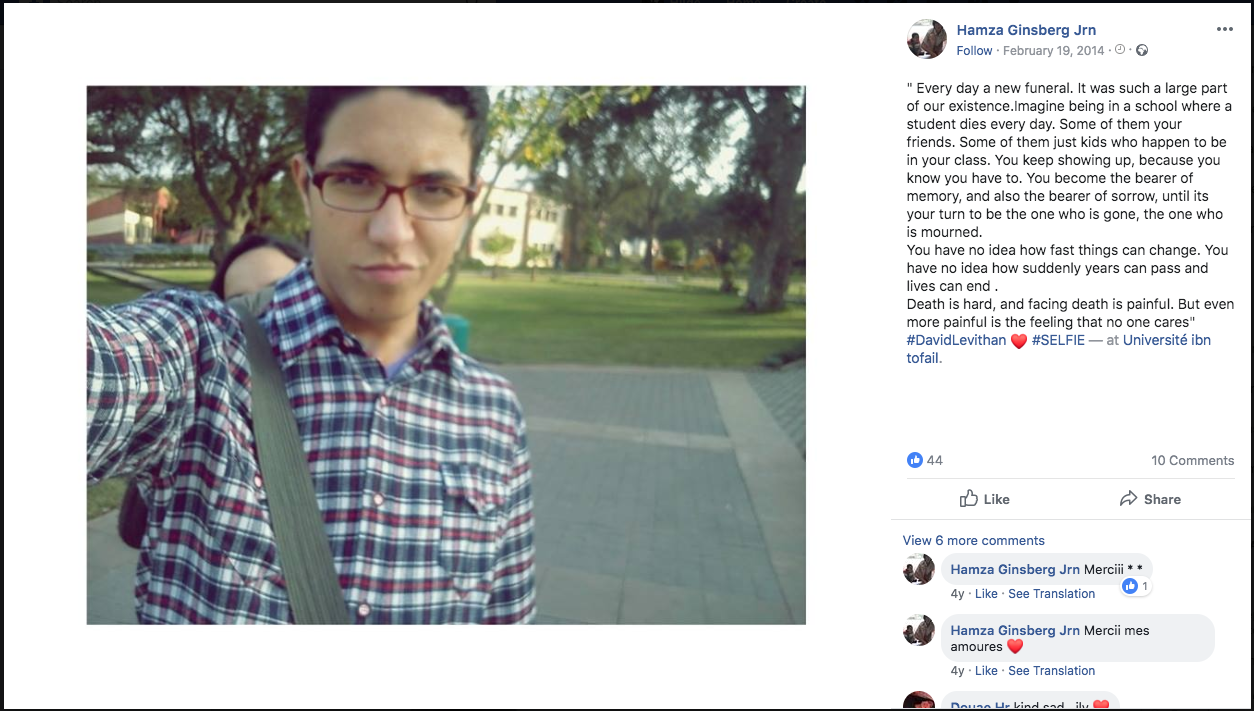 Hamza Ginsberg Jrn
Follow · February 19, 2014 ·
" Every day a new funeral. It was such a large part
of our existence.Imagine being in a school where a
student dies every day. Some of them your
friends. Some of them just kids who happen to be
in your class. You keep showing up, because you
know you have to. You become the bearer of
memory, and also the bearer of sorrow, until its
your turn to be the one who is gone, the one who
is mourned.
You have no idea how fast things can change. You
have no idea how suddenly years can pass and
lives can end .
Death is hard, and facing death is painful. But even
more painful is the feeling that no one cares"
#DavidLevithan ❤️ #SELFIE — at Université ibn
tofail.
44 10 Comments
Like Share
View 6 more comments
Hamza Ginsberg Jrn Merciii * *
1
4y · Like · See Translation
Hamza Ginsberg Jrn Mercii mes
amoures ❤️
4y · Like · See Translation
Douae Hr kind sad.. ily ❤️